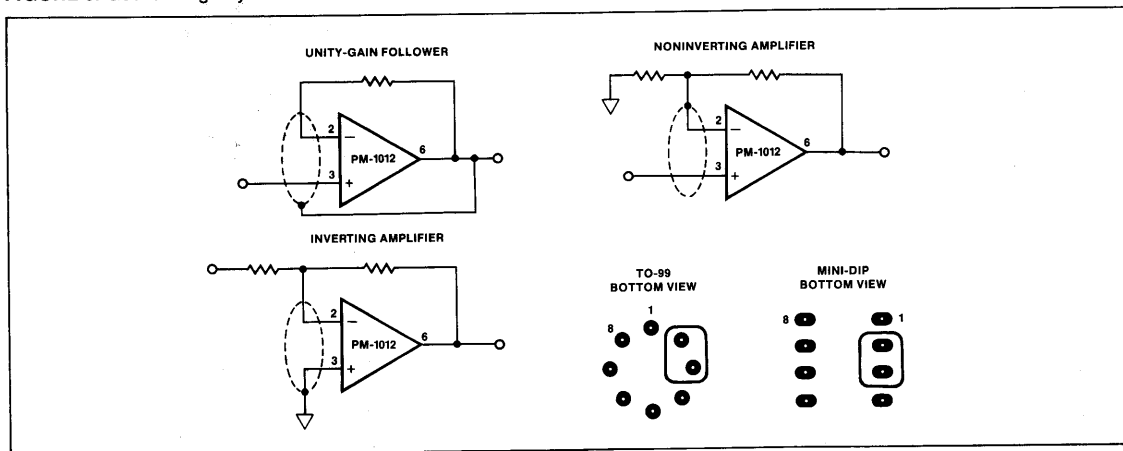 UNITY-GAIN FOLLOWER
2
−
PM-1012
6
3
+
NONINVERTING AMPLIFIER
2
−
PM-1012
6
3
+
INVERTING AMPLIFIER
2
−
PM-1012
6
3
+
TO-99
BOTTOM VIEW
1
8
MINI-DIP
BOTTOM VIEW
8
1